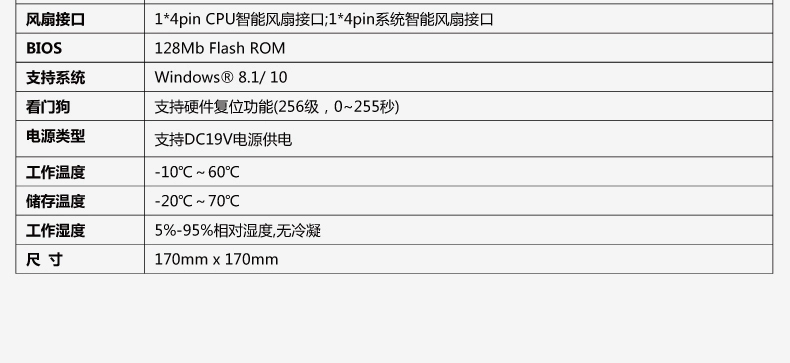 风扇接口 1*4pin CPU智能风扇接口;1*4pin系统智能风扇接口
BIOS 128Mb Flash ROM
支持系统 Windows® 8.1/ 10
看门狗 支持硬件复位功能(256级，0~255秒)
电源类型 支持DC19V电源供电
工作温度 -10℃～60℃
储存温度 -20℃～70℃
工作湿度 5%-95%相对湿度,无冷凝
尺 寸 170mm x 170mm